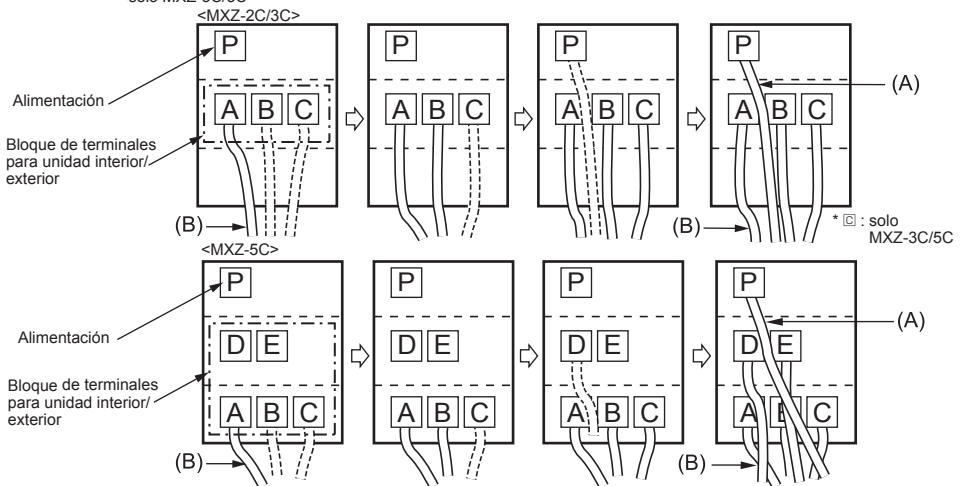 <MXZ-2C/3C>
P P P P
(A)
Alimentación
A B C A B C A B C A B C
Bloque de terminales
para unidad interior/
exterior
(B) (B)
* C : solo
MXZ-3C/5C
<MXZ-5C>
P P P P
(A)
Alimentación
D E D E D E D E
Bloque de terminales
para unidad interior/
exterior
A B C A B C A B C A B C
(B) (B)